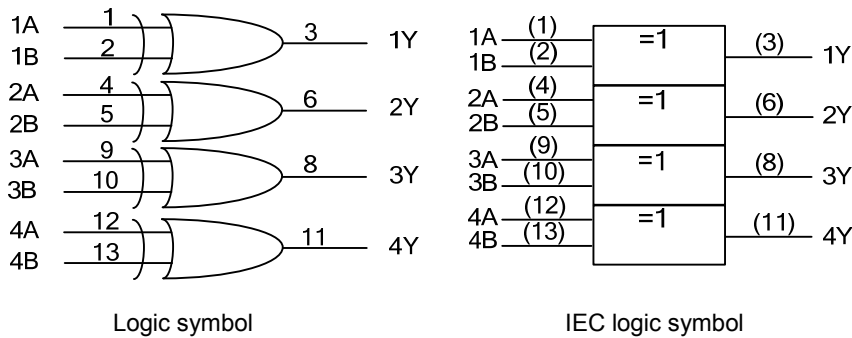 1A 1 3 1Y
1B 2
2A 4 6 2Y
2B 5
3A 9 8 3Y
3B 10
4A 12 11 4Y
4B 13
Logic symbol
1A (1) =1 (3) 1Y
1B (2)
2A (4) =1 (6) 2Y
2B (5)
3A (9) =1 (8) 3Y
3B (10)
4A (12) =1 (11) 4Y
4B (13)
IEC logic symbol